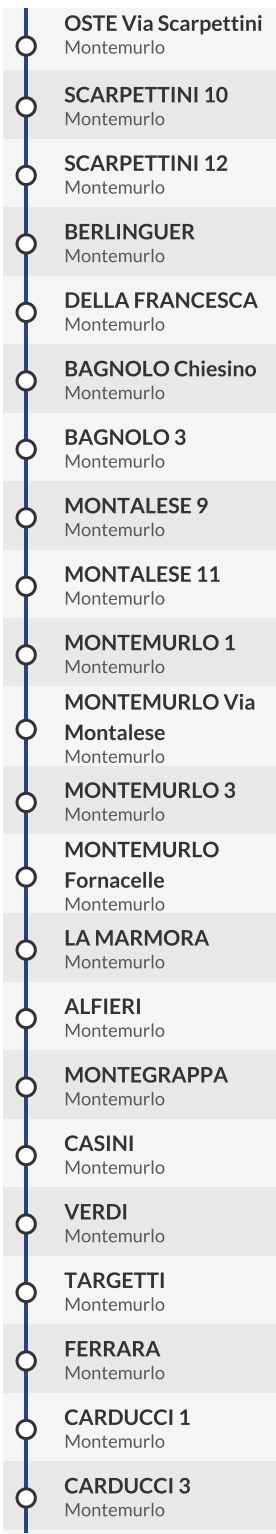 OSTE Via Scarpettini
Montemurlo
SCARPETTINI 10
Montemurlo
SCARPETTINI 12
Montemurlo
BERLINGUER
Montemurlo
DELLA FRANCESCA
Montemurlo
BAGNOLO Chiesino
Montemurlo
BAGNOLO 3
Montemurlo
MONTALESE 9
Montemurlo
MONTALESE 11
Montemurlo
MONTEMURLO 1
Montemurlo
MONTEMURLO Via
Montalese
Montemurlo
MONTEMURLO 3
Montemurlo
MONTEMURLO
Fornacelle
Montemurlo
LA MARMORA
Montemurlo
ALFIERI
Montemurlo
MONTEGRAPPA
Montemurlo
CASINI
Montemurlo
VERDI
Montemurlo
TARGETTI
Montemurlo
FERRARA
Montemurlo
CARDUCCI 1
Montemurlo
CARDUCCI 3
Montemurlo